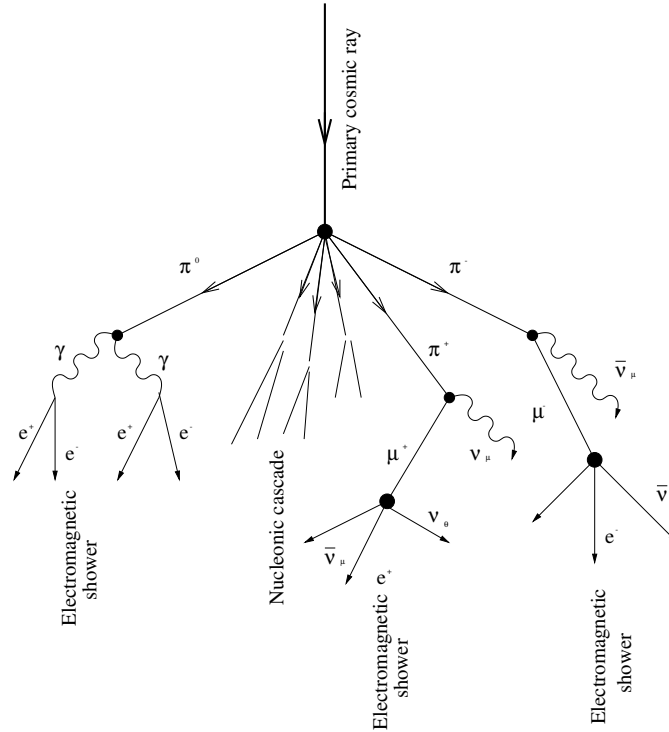 Primary cosmic ray
π⁰
π⁻
γ
γ
π⁺
ν̄μ
μ⁻
e⁺
e⁻
e⁺
e⁻
μ⁺
νμ
ν̄
νₑ
e⁻
ν̄μ
e⁺
Electromagnetic
shower
Nucleonic cascade
Electromagnetic
shower
Electromagnetic
shower